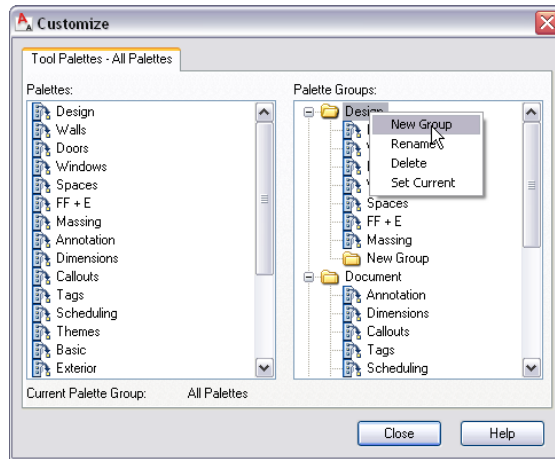 Customize
Tool Palettes - All Palettes
Palettes:
Design
Walls
Doors
Windows
Spaces
FF + E
Massing
Annotation
Dimensions
Callouts
Tags
Scheduling
Themes
Basic
Exterior
Palette Groups:
Design
New Group
Rename
Delete
Set Current
Spaces
FF + E
Massing
New Group
Document
Annotation
Dimensions
Callouts
Tags
Scheduling
Current Palette Group: All Palettes
Close Help